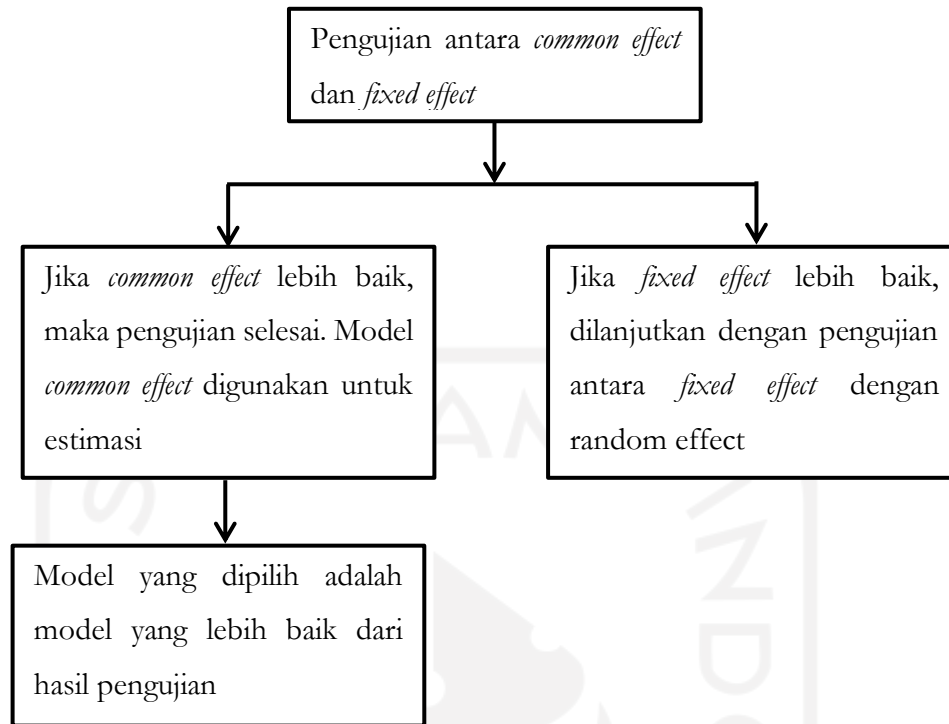 Pengujian antara common effect
dan fixed effect
Jika common effect lebih baik,
maka pengujian selesai. Model
common effect digunakan untuk
estimasi
Jika fixed effect lebih baik,
dilanjutkan dengan pengujian
antara fixed effect dengan
random effect
Model yang dipilih adalah
model yang lebih baik dari
hasil pengujian